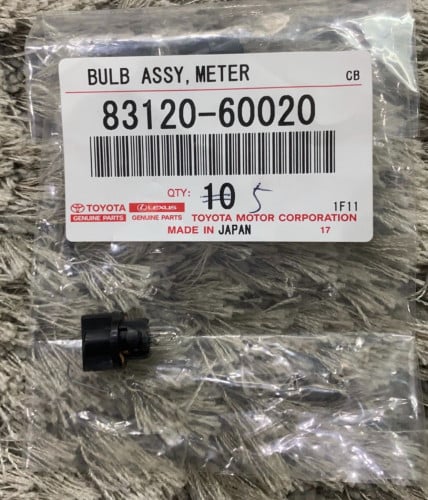 BULB ASSY, METER CB
83120-60020
QTY: 10 5 1F11
TOYOTA LEXUS
GENUINE PARTS GENUINE PARTS TOYOTA MOTOR CORPORATION
MADE IN JAPAN 17